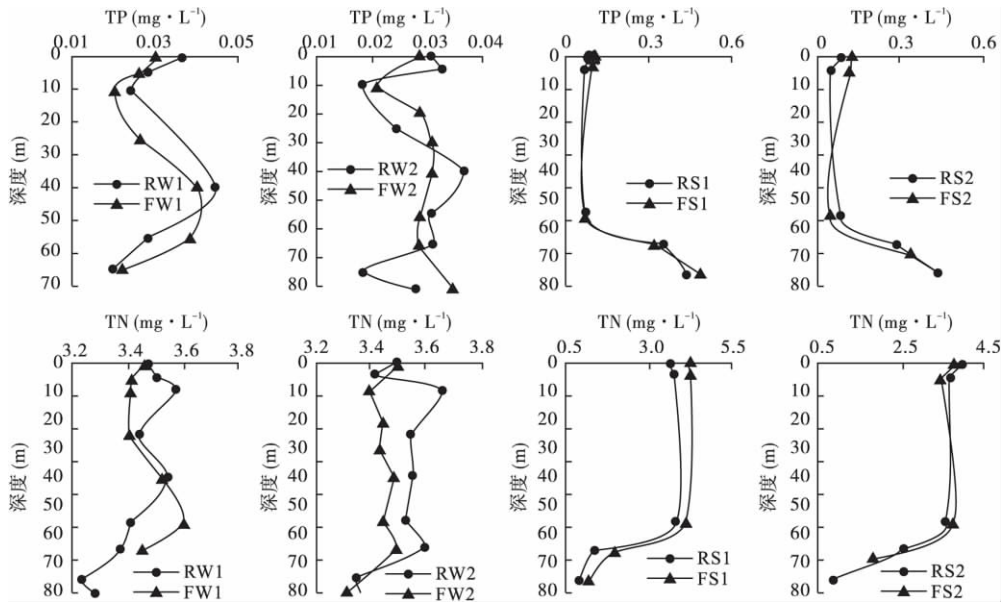 TP (mg·L⁻¹)
0.01 0.03 0.05
0
10
20
30
40
50
60
70
深度 (m)
RW1
FW1
TP (mg·L⁻¹)
0.01 0.02 0.03 0.04
0
10
20
30
40
50
60
70
80
深度 (m)
RW2
FW2
TP (mg·L⁻¹)
0 0.3 0.6
0
10
20
30
40
50
60
70
80
深度 (m)
RS1
FS1
TP (mg·L⁻¹)
0 0.3 0.6
0
10
20
30
40
50
60
70
80
深度 (m)
RS2
FS2
TN (mg·L⁻¹)
3.2 3.4 3.6 3.8
0
10
20
30
40
50
60
70
80
深度 (m)
RW1
FW1
TN (mg·L⁻¹)
3.2 3.4 3.6 3.8
0
10
20
30
40
50
60
70
80
深度 (m)
RW2
FW2
TN (mg·L⁻¹)
0.5 3.5 5.5
0
10
20
30
40
50
60
70
80
深度 (m)
RS1
FS1
TN (mg·L⁻¹)
0.5 2.5 4.5
0
10
20
30
40
50
60
70
80
深度 (m)
RS2
FS2